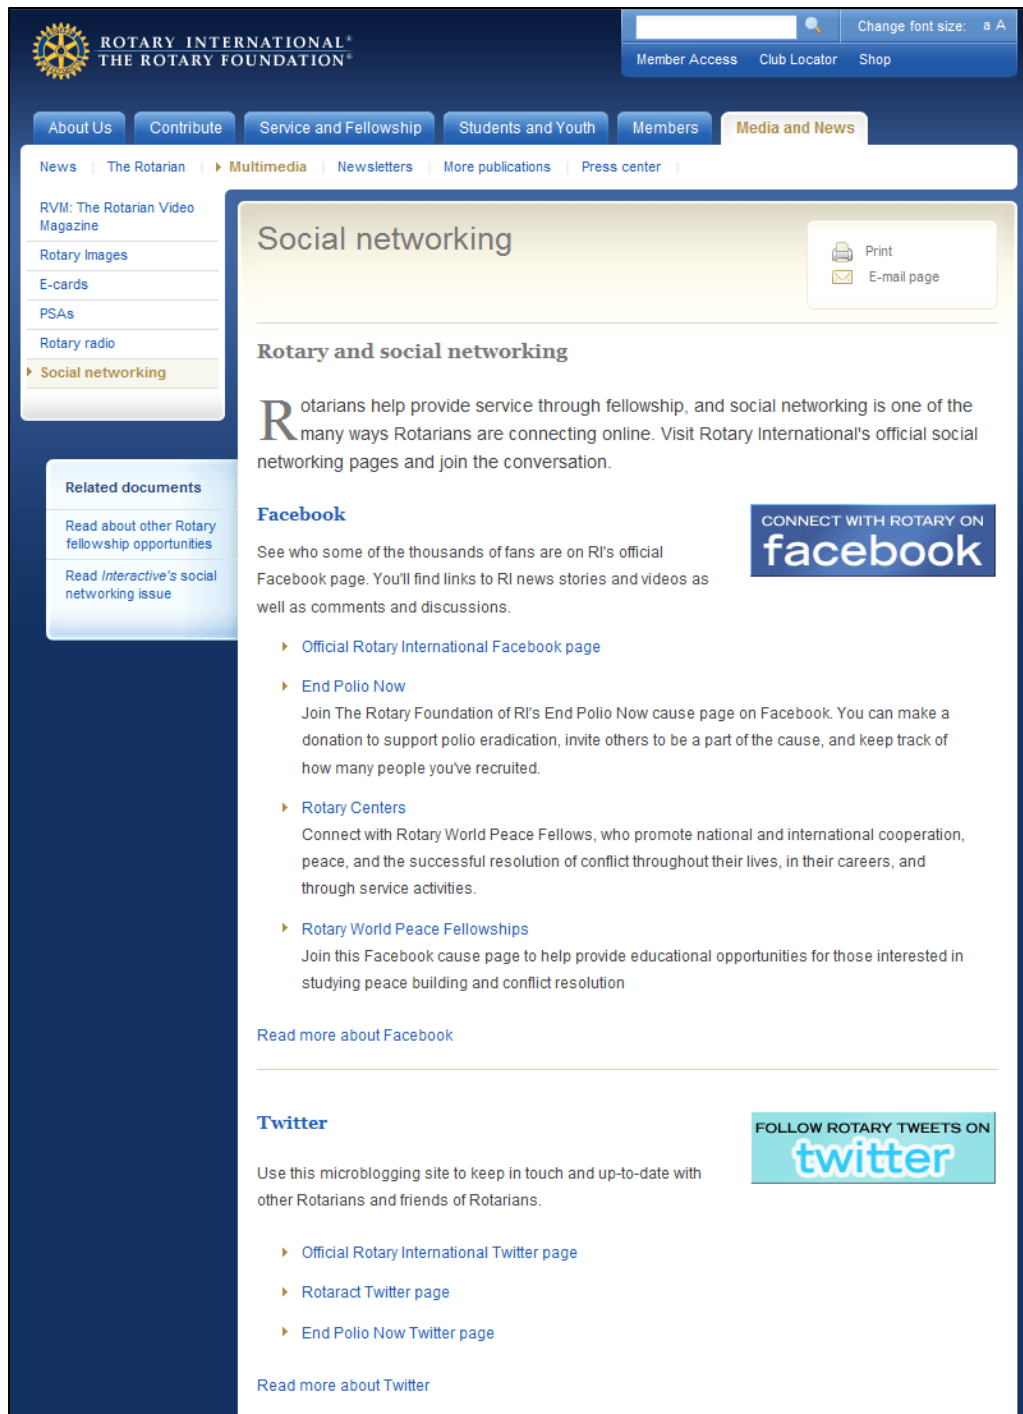 ROTARY INTERNATIONAL®
THE ROTARY FOUNDATION®
Change font size: a A
Member Access Club Locator Shop
About Us Contribute Service and Fellowship Students and Youth Members Media and News
News The Rotarian Multimedia Newsletters More publications Press center
RVM: The Rotarian Video
Magazine
Rotary Images
E-cards
PSAs
Rotary radio
Social networking
Related documents
Read about other Rotary
fellowship opportunities
Read Interactive's social
networking issue
Social networking
Print
E-mail page
Rotary and social networking
Rotarians help provide service through fellowship, and social networking is one of the
many ways Rotarians are connecting online. Visit Rotary International's official social
networking pages and join the conversation.
Facebook
CONNECT WITH ROTARY ON
facebook
See who some of the thousands of fans are on RI's official
Facebook page. You'll find links to RI news stories and videos as
well as comments and discussions.
Official Rotary International Facebook page
End Polio Now
Join The Rotary Foundation of RI's End Polio Now cause page on Facebook. You can make a
donation to support polio eradication, invite others to be a part of the cause, and keep track of
how many people you've recruited.
Rotary Centers
Connect with Rotary World Peace Fellows, who promote national and international cooperation,
peace, and the successful resolution of conflict throughout their lives, in their careers, and
through service activities.
Rotary World Peace Fellowships
Join this Facebook cause page to help provide educational opportunities for those interested in
studying peace building and conflict resolution
Read more about Facebook
Twitter
FOLLOW ROTARY TWEETS ON
twitter
Use this microblogging site to keep in touch and up-to-date with
other Rotarians and friends of Rotarians.
Official Rotary International Twitter page
Rotaract Twitter page
End Polio Now Twitter page
Read more about Twitter